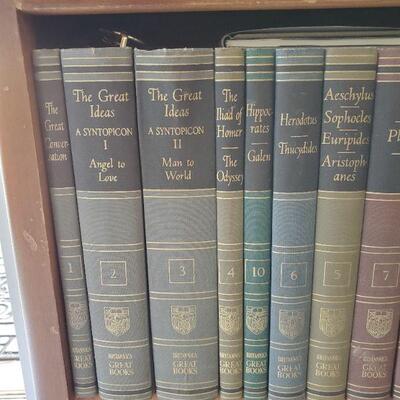 The
Great
Conver-
sation
1
The Great
Ideas
A SYNTOPICON
I
Angel to
Love
2
BRITANNICA
GREAT
BOOKS
The Great
Ideas
A SYNTOPICON
II
Man to
World
3
BRITANNICA
GREAT
BOOKS
The
Iliad of
Homer
The
Odyssey
4
BRITANNICA
GREAT
BOOKS
Hippoc-
rates
Galen
10
BRITANNICA
GREAT
BOOKS
Herodotus
Thucydides
6
BRITANNICA
GREAT
BOOKS
Aeschylus
Sophocles
Euripides
Aristoph-
anes
5
BRITANNICA
GREAT
BOOKS
7